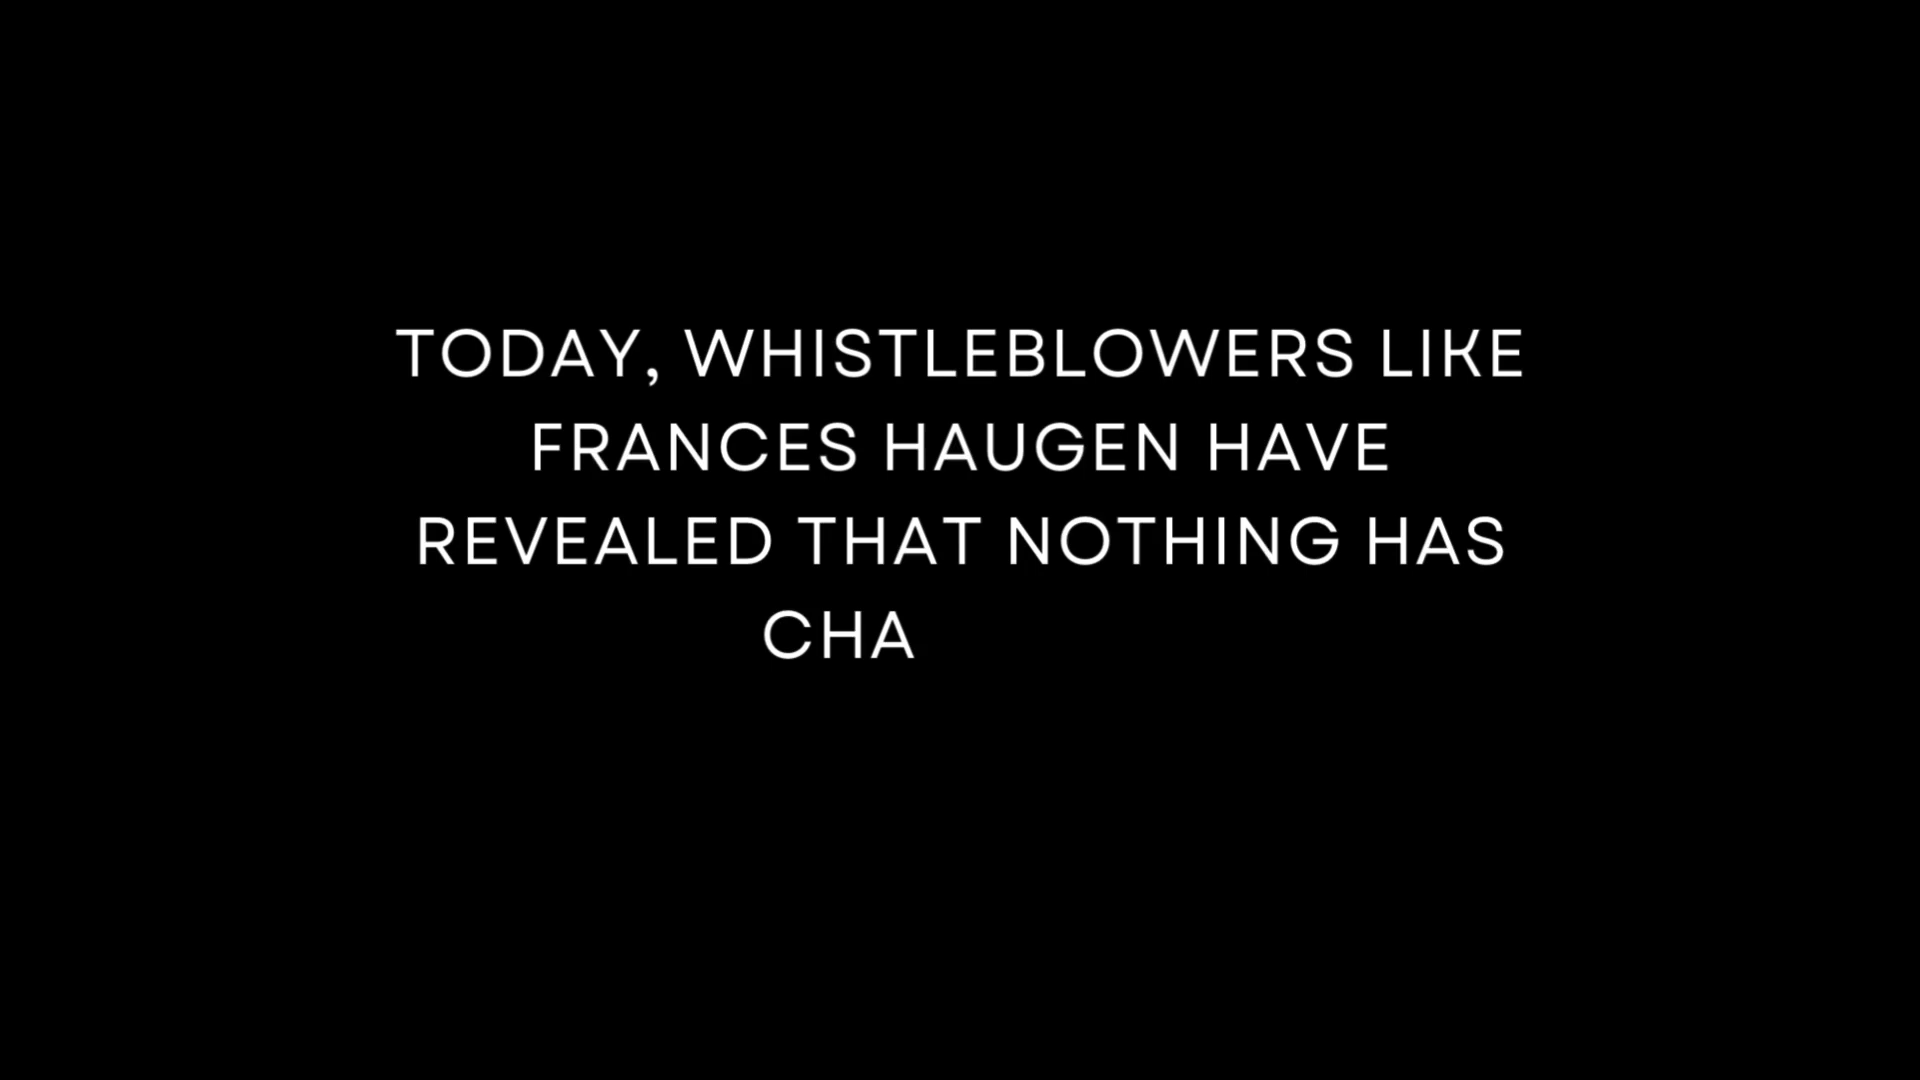 TODAY, WHISTLEBLOWERS LIKE
FRANCES HAUGEN HAVE
REVEALED THAT NOTHING HAS
CHA